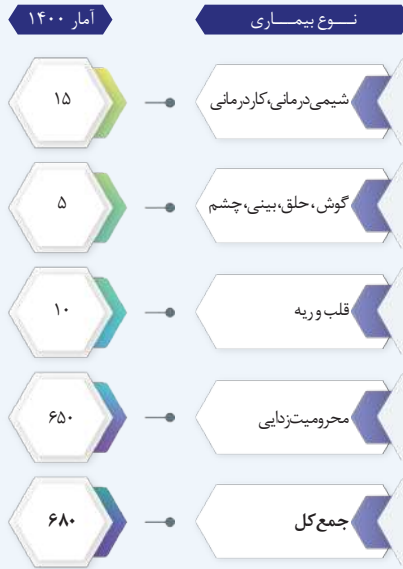 نـــوع بیمـــاری
آمار ۱۴۰۰
شیمی‌درمانی،کاردرمانی
۱۵
گوش، حلق،بینی،چشم
۵
قلب و ریه
۱۰
محرومیت‌زدایی
۶۵۰
جمع کل
۶۸۰